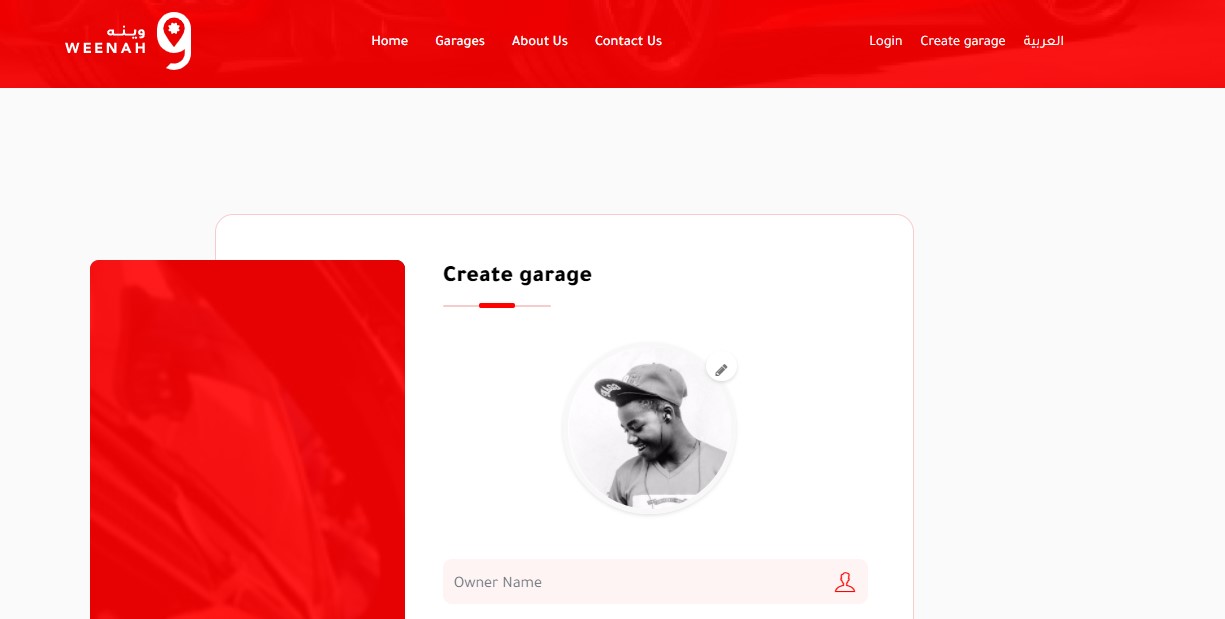 وينه
WEENAH
Home
Garages
About Us
Contact Us
Login
Create garage
العربية
Create garage
Owner Name